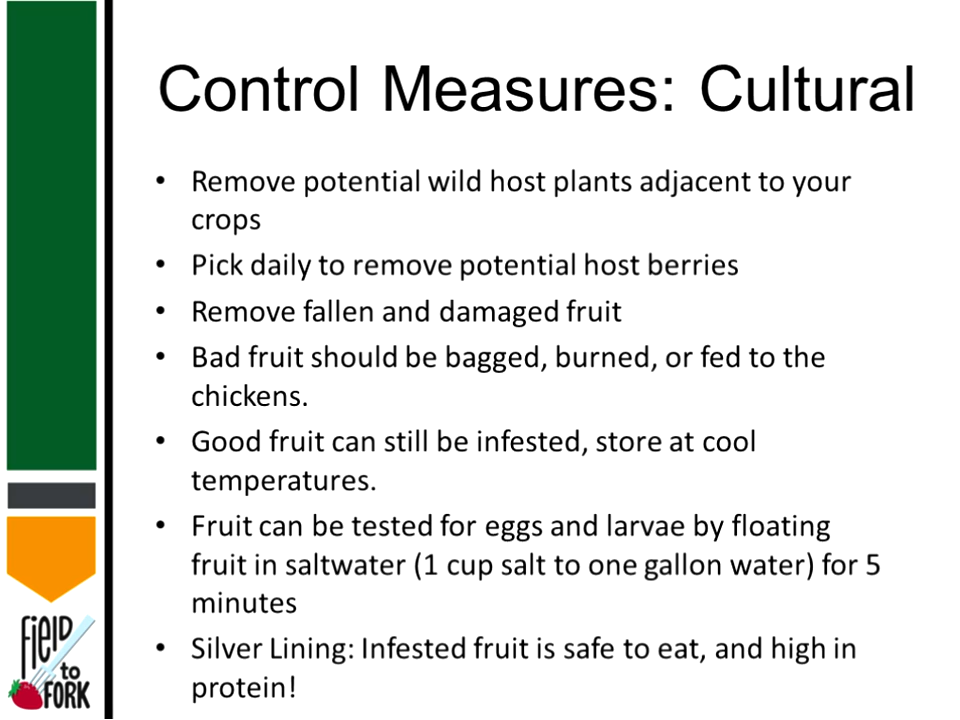 Control Measures: Cultural
• Remove potential wild host plants adjacent to your
crops
• Pick daily to remove potential host berries
• Remove fallen and damaged fruit
• Bad fruit should be bagged, burned, or fed to the
chickens.
• Good fruit can still be infested, store at cool
temperatures.
• Fruit can be tested for eggs and larvae by floating
fruit in saltwater (1 cup salt to one gallon water) for 5
minutes
• Silver Lining: Infested fruit is safe to eat, and high in
protein!
FiElD
to
FORK